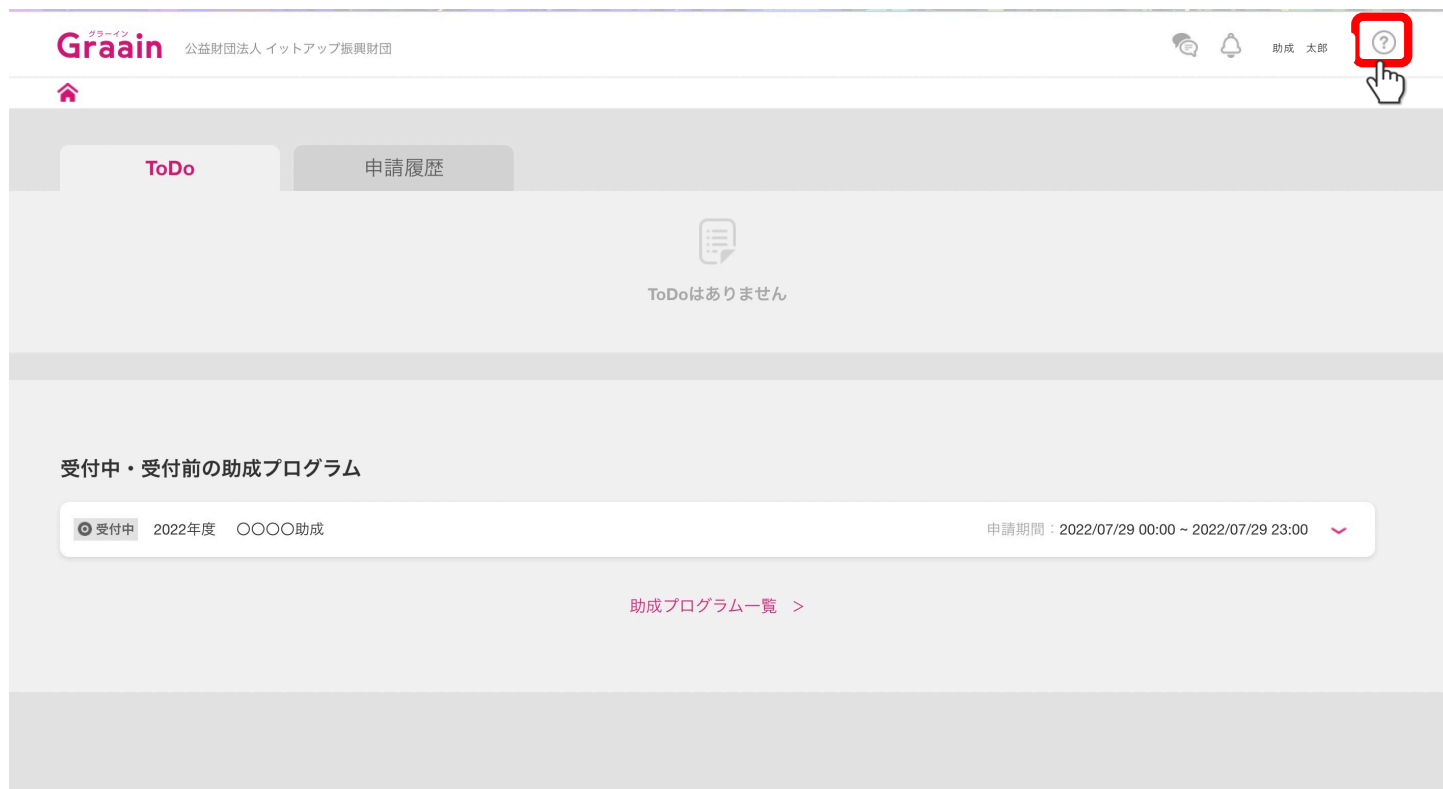 グラーイン
Graain 公益財団法人 イットアップ振興財団 助成 太郎 ?
ToDo 申請履歴
ToDoはありません
受付中・受付前の助成プログラム
受付中 2022年度 〇〇〇〇助成 申請期間：2022/07/29 00:00 ~ 2022/07/29 23:00
助成プログラム一覧 >